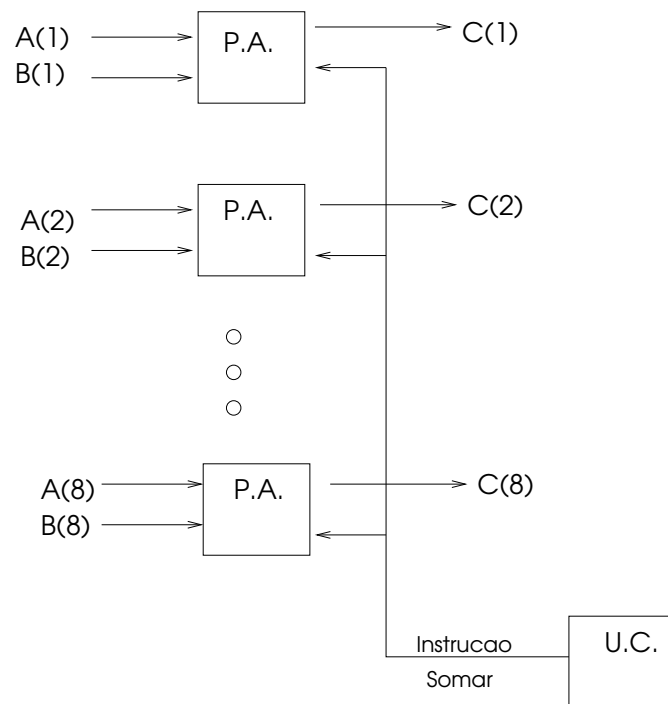 A(1)
P.A.
C(1)
B(1)
A(2)
P.A.
C(2)
B(2)
A(8)
P.A.
C(8)
B(8)
Instrucao
U.C.
Somar